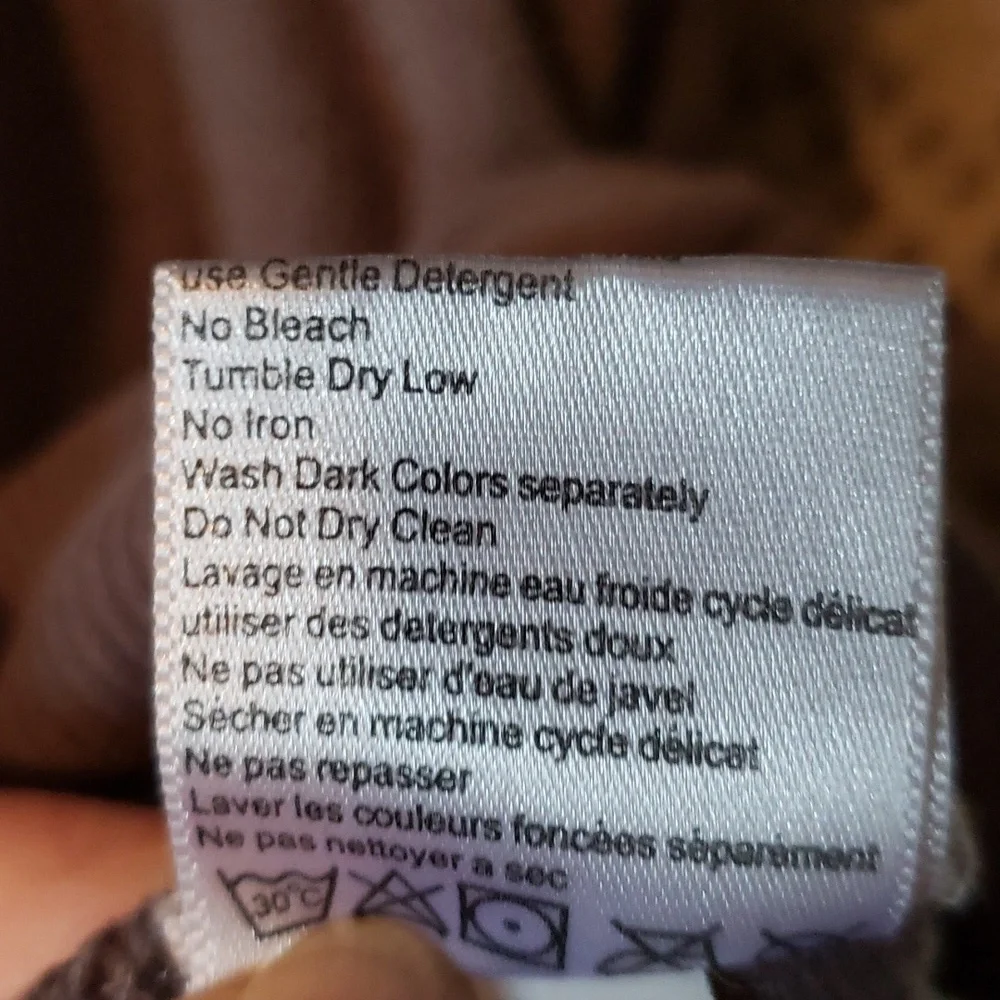 use Gentle Detergent
No Bleach
Tumble Dry Low
No Iron
Wash Dark Colors separately
Do Not Dry Clean
Lavage en machine eau froide cycle délicat
utiliser des detergents doux
Ne pas utiliser d'eau de javel
Sécher en machine cycle délicat
Ne pas repasser
Laver les couleurs foncées séparément
Ne pas nettoyer a sec
30°C